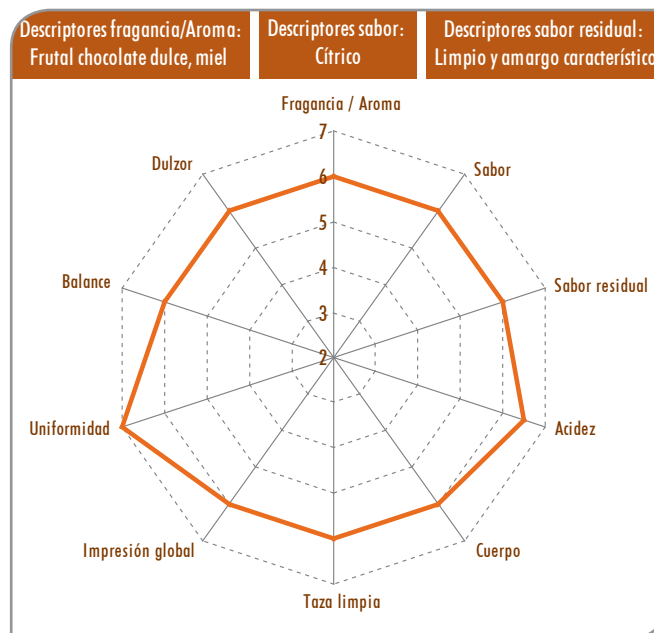 Descriptores fragancia/Aroma:
Frutal chocolate dulce, miel
Descriptores sabor:
Cítrico
Descriptores sabor residual:
Limpio y amargo característico
Fragancia / Aroma
7
Dulzor
6
Sabor
5
Balance
4
Sabor residual
3
2
Uniformidad
Acidez
Impresión global
Cuerpo
Taza limpia